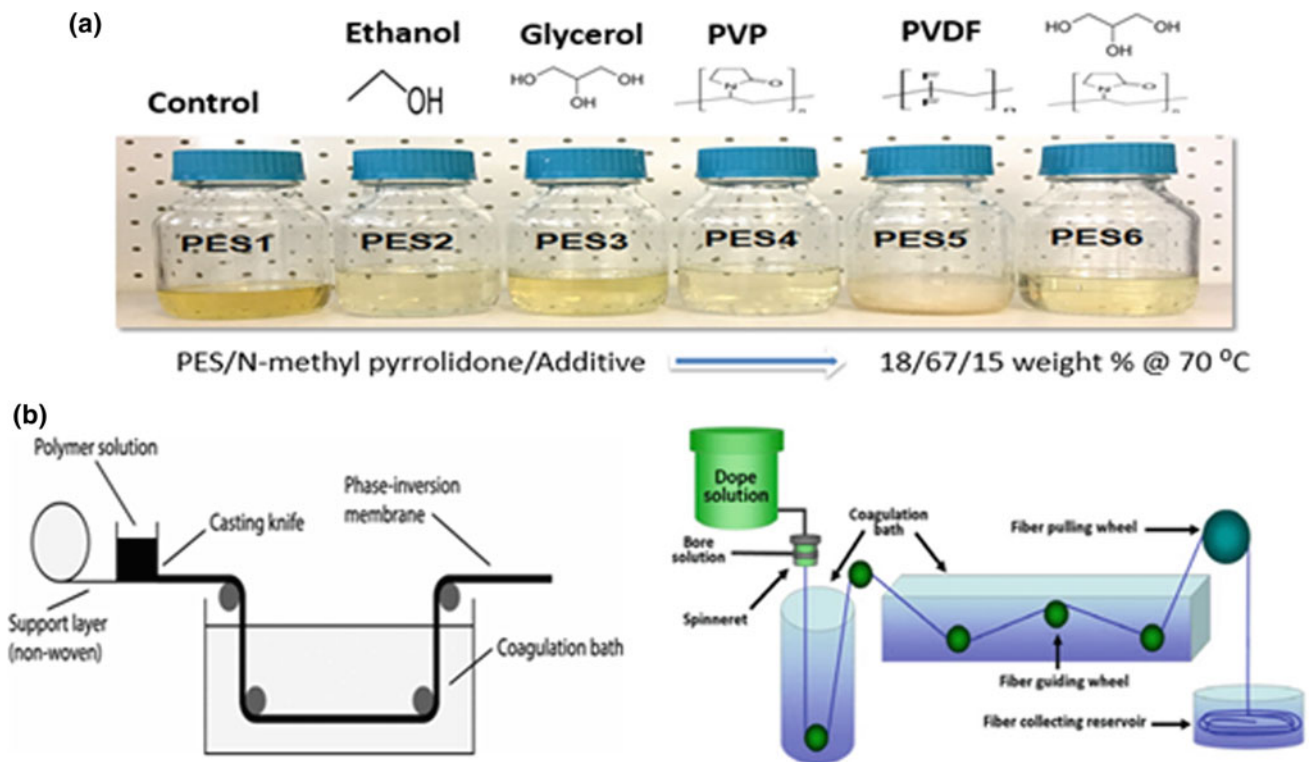 (a)
Ethanol
Glycerol
PVP
PVDF
HO
OH
OH
Control
OH
HO
OH
OH
N
O
n
F
F
n
N
O
n
PES1
PES2
PES3
PES4
PES5
PES6
PES/N-methyl pyrrolidone/Additive
18/67/15 weight % @ 70 ⁰C
(b)
Polymer solution
Casting knife
Phase-inversion
membrane
Support layer
(non-woven)
Coagulation bath
Dope
solution
Bore
solution
Spinneret
Coagulation
bath
Fiber pulling wheel
Fiber guiding wheel
Fiber collecting reservoir